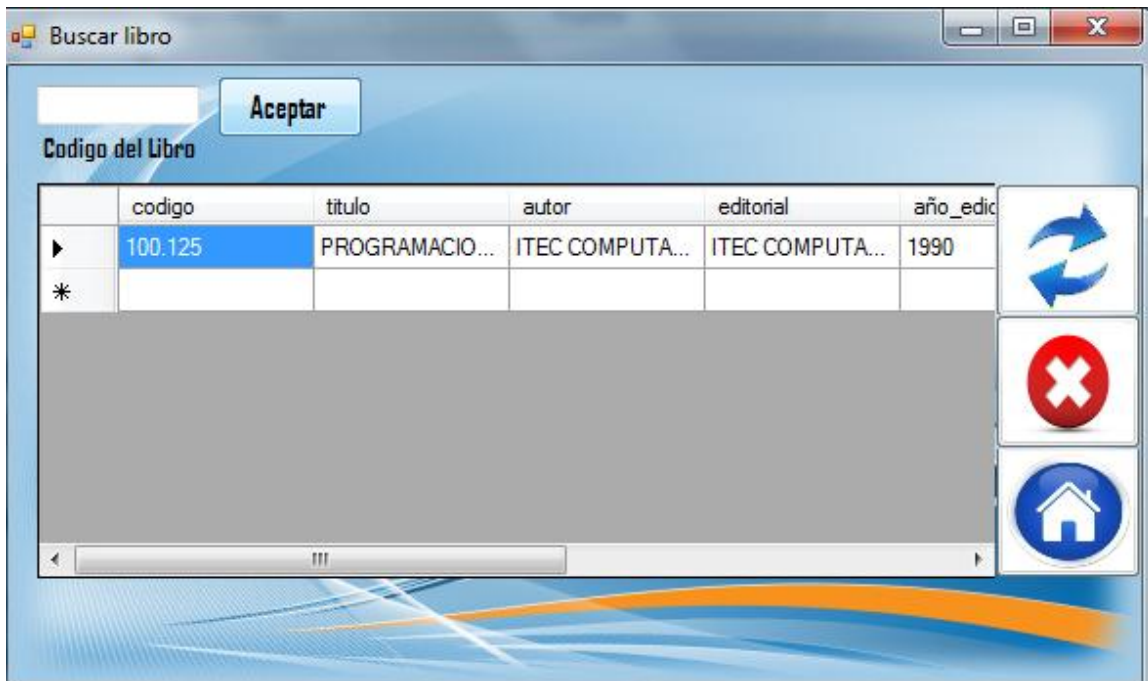 Buscar libro
Aceptar
Codigo del Libro
codigo titulo autor editorial año_edic
100.125 PROGRAMACIO... ITEC COMPUTA... ITEC COMPUTA... 1990